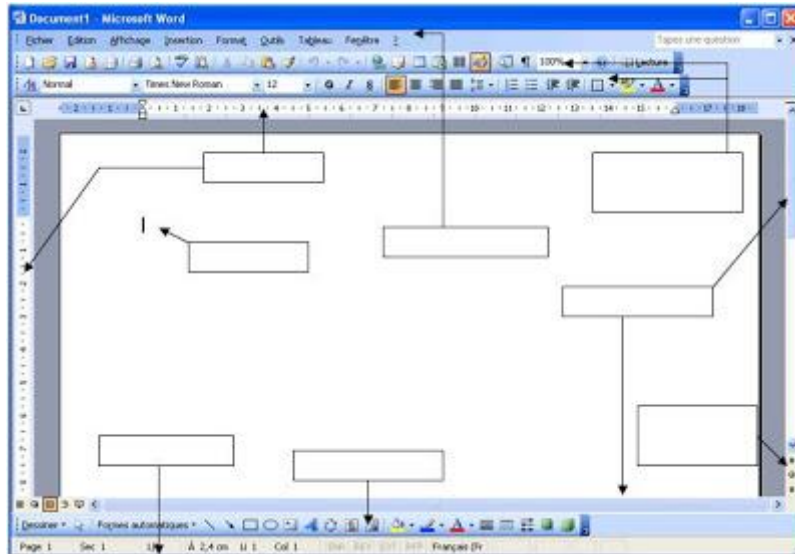 Document1 - Microsoft Word
Fichier Edition Affichage Insertion Format Outils Tableau Fenêtre ?
Tapez une question
100%
Lecture
Normal
Times New Roman
12
G I S
Dessiner
Formes automatiques
Page 1 Sec 1 À 2,4 cm Li 1 Col 1 Français (Fr